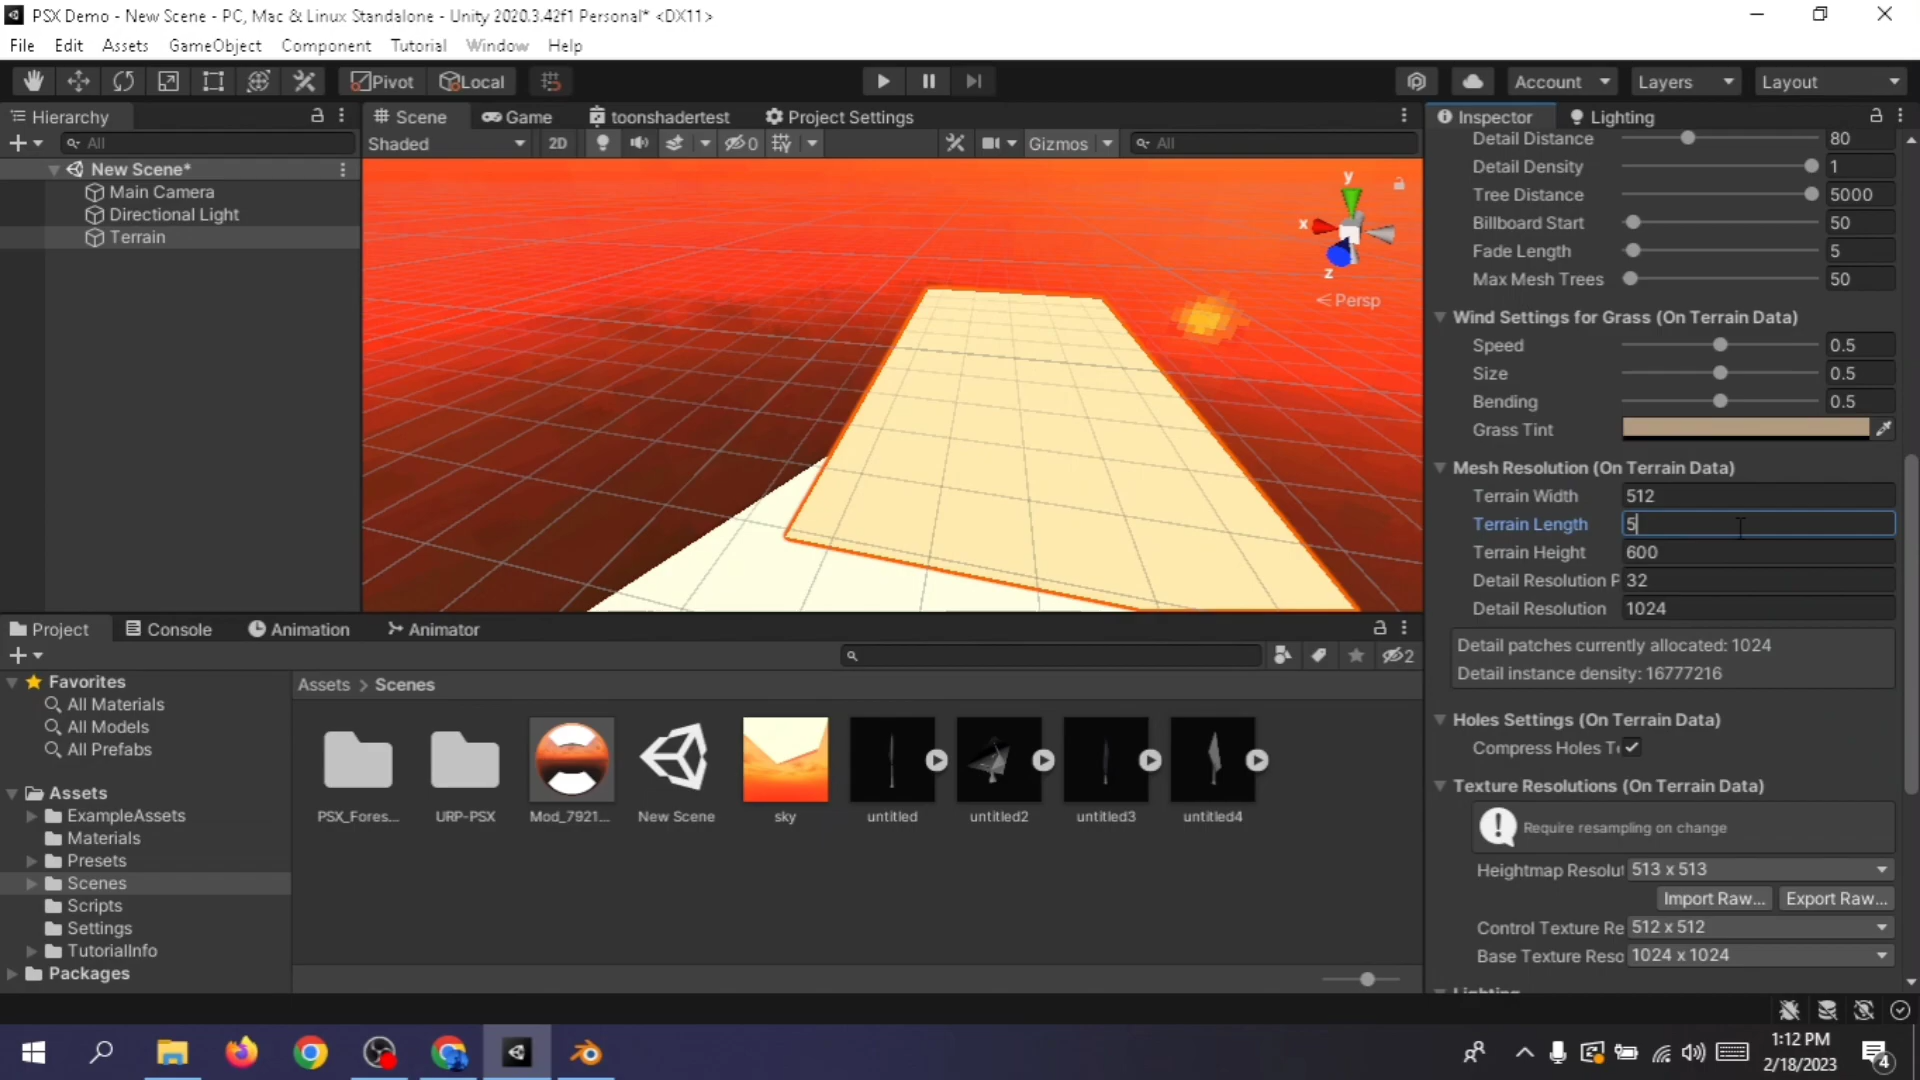 PSX Demo - New Scene - PC, Mac & Linux Standalone - Unity 2020.3.42f1 Personal* <DX11>
File Edit Assets GameObject Component Tutorial Window Help
Pivot Local Account Layers Layout
Hierarchy
All
New Scene*
Main Camera
Directional Light
Terrain
Scene Game toonshadertest Project Settings
Shaded 2D 0 Gizmos All
y
x
z
Persp
Inspector Lighting
Detail Distance 80
Detail Density 1
Tree Distance 5000
Billboard Start 50
Fade Length 5
Max Mesh Trees 50
Wind Settings for Grass (On Terrain Data)
Speed 0.5
Size 0.5
Bending 0.5
Grass Tint
Mesh Resolution (On Terrain Data)
Terrain Width 512
Terrain Length 5
Terrain Height 600
Detail Resolution P 32
Detail Resolution 1024
Detail patches currently allocated: 1024
Detail instance density: 16777216
Holes Settings (On Terrain Data)
Compress Holes T
Texture Resolutions (On Terrain Data)
Require resampling on change
Heightmap Resolut 513 x 513
Import Raw... Export Raw...
Control Texture Re 512 x 512
Base Texture Reso 1024 x 1024
Lighting
Project Console Animation Animator
2
Favorites
All Materials
All Models
All Prefabs
Assets
ExampleAssets
Materials
Presets
Scenes
Scripts
Settings
TutorialInfo
Packages
Assets > Scenes
PSX_Fores... URP-PSX Mod_7921... New Scene sky untitled untitled2 untitled3 untitled4
1:12 PM
2/18/2023
4